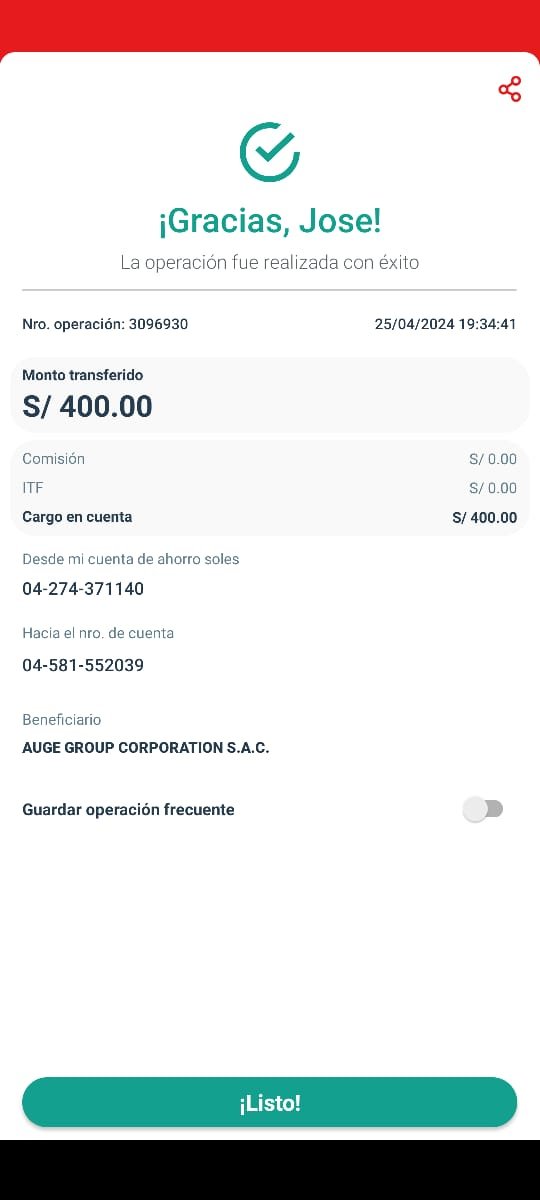 ¡Gracias, Jose!
La operación fue realizada con éxito
Nro. operación: 3096930 25/04/2024 19:34:41
Monto transferido
S/ 400.00
Comisión S/ 0.00
ITF S/ 0.00
Cargo en cuenta S/ 400.00
Desde mi cuenta de ahorro soles
04-274-371140
Hacia el nro. de cuenta
04-581-552039
Beneficiario
AUGE GROUP CORPORATION S.A.C.
Guardar operación frecuente
¡Listo!